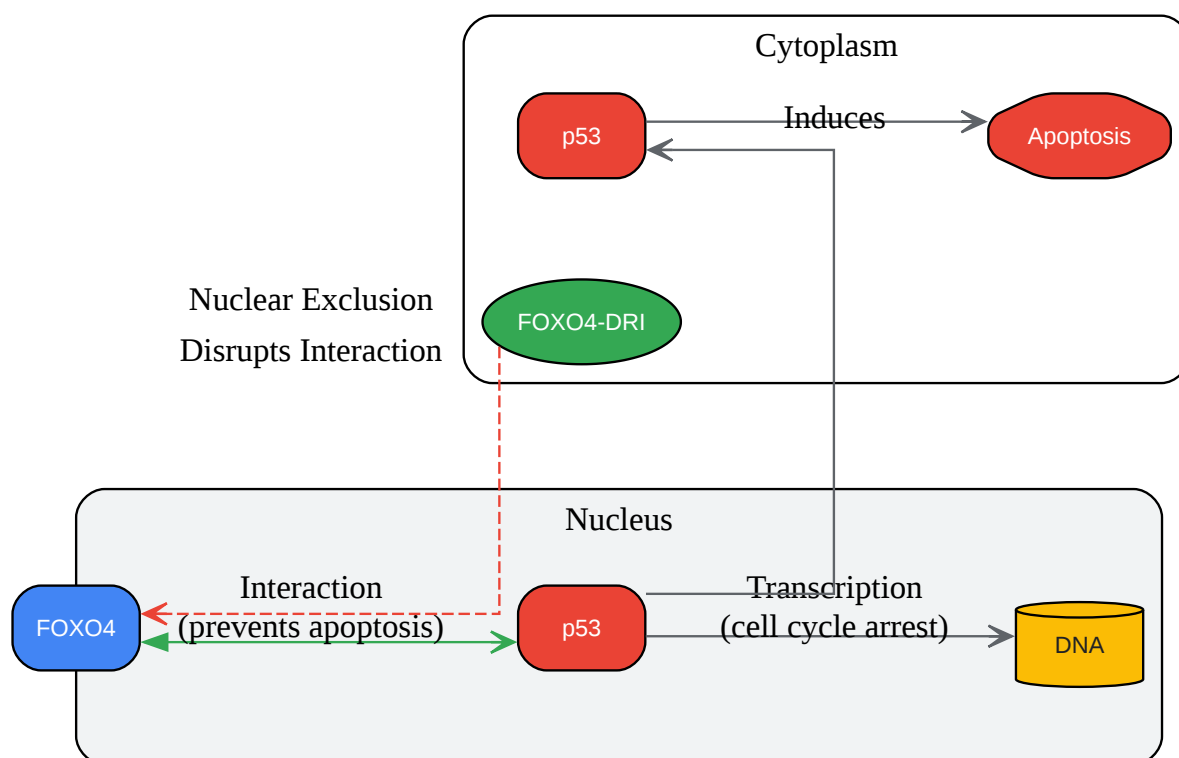 Cytoplasm
p53
Induces
Apoptosis
Nuclear Exclusion
Disrupts Interaction
FOXO4-DRI
Nucleus
FOXO4
Interaction
(prevents apoptosis)
p53
Transcription
(cell cycle arrest)
DNA